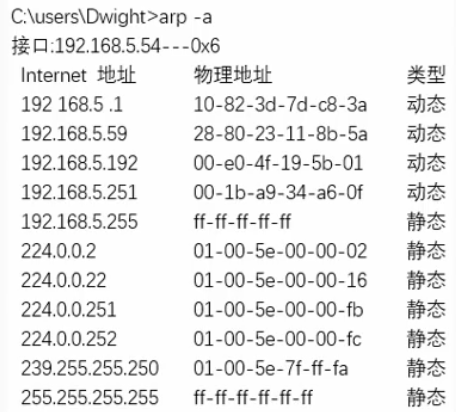 C:\users\Dwight>arp -a
接口:192.168.5.54---0x6
Internet 地址 物理地址 类型
192 168.5 .1 10-82-3d-7d-c8-3a 动态
192.168.5.59 28-80-23-11-8b-5a 动态
192.168.5.192 00-e0-4f-19-5b-01 动态
192.168.5.251 00-1b-a9-34-a6-0f 动态
192.168.5.255 ff-ff-ff-ff-ff 静态
224.0.0.2 01-00-5e-00-00-02 静态
224.0.0.22 01-00-5e-00-00-16 静态
224.0.0.251 01-00-5e-00-00-fb 静态
224.0.0.252 01-00-5e-00-00-fc 静态
239.255.255.250 01-00-5e-7f-ff-fa 静态
255.255.255.255 ff-ff-ff-ff-ff-ff 静态